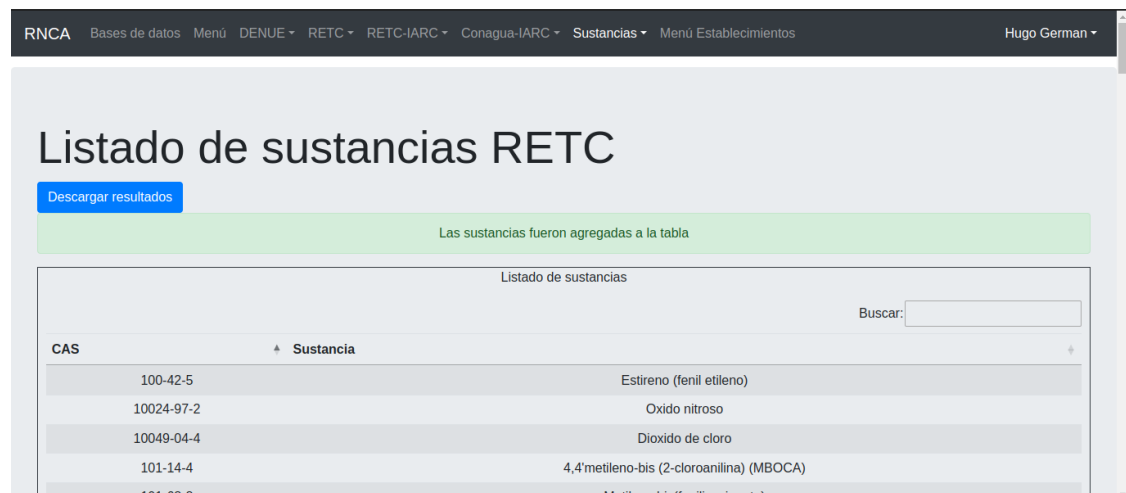 RNCA Bases de datos Menú DENUE RETC RETC-IARC Conagua-IARC Sustancias Menú Establecimientos Hugo German
Listado de sustancias RETC
Descargar resultados
Las sustancias fueron agregadas a la tabla
Listado de sustancias
Buscar:
CAS Sustancia
100-42-5 Estireno (fenil etileno)
10024-97-2 Oxido nitroso
10049-04-4 Dioxido de cloro
101-14-4 4,4'metileno-bis (2-cloroanilina) (MBOCA)